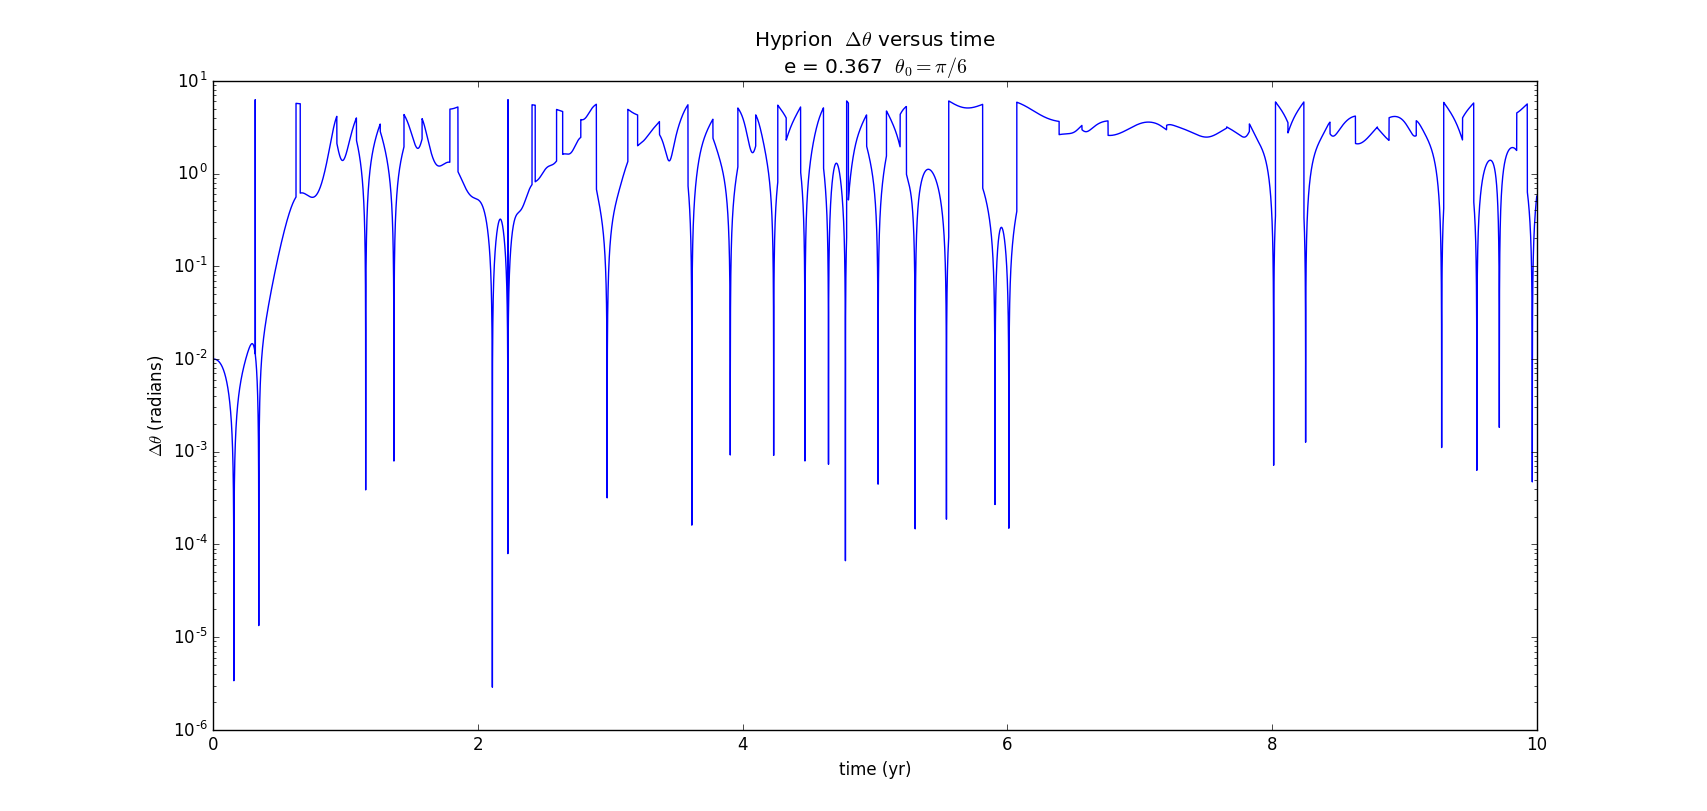 Hyprion Δθ versus time
e = 0.367 θ₀ = π/6
10¹
10⁰
10⁻¹
10⁻²
10⁻³
10⁻⁴
10⁻⁵
10⁻⁶
Δθ (radians)
0 2 4 6 8 10
time (yr)